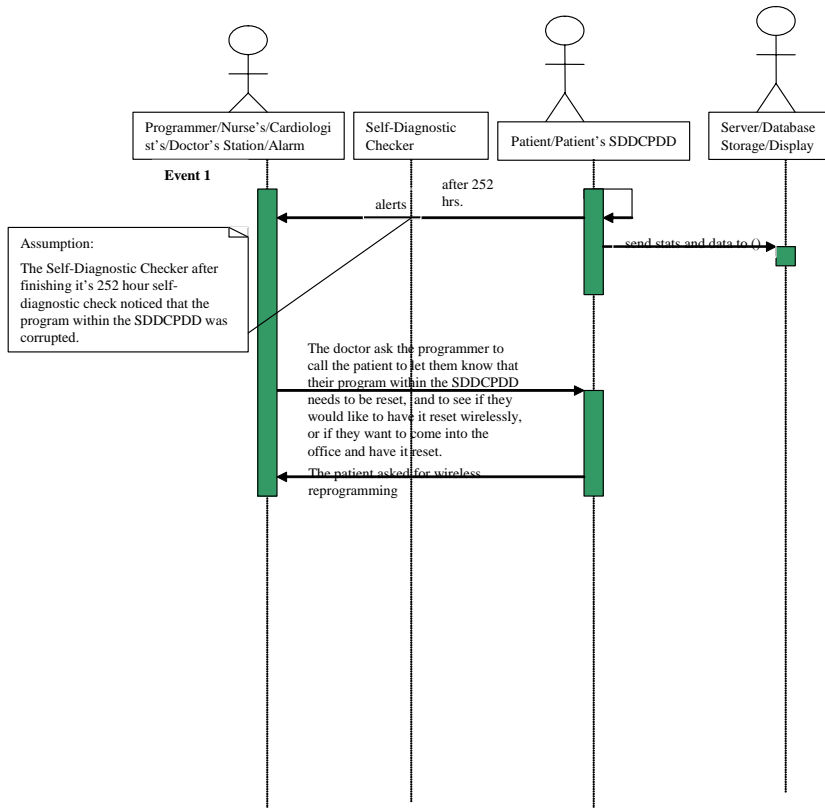 Programmer/Nurse's/Cardiologi
st's/Doctor's Station/Alarm
Self-Diagnostic
Checker
Patient/Patient's SDDCPDD
Server/Database
Storage/Display
Event 1
after 252
hrs.
alerts
send stats and data to ()
Assumption:
The Self-Diagnostic Checker after
finishing it's 252 hour self-
diagnostic check noticed that the
program within the SDDCPDD was
corrupted.
The doctor ask the programmer to
call the patient to let them know that
their program within the SDDCPDD
needs to be reset, and to see if they
would like to have it reset wirelessly,
or if they want to come into the
office and have it reset.
The patient asked for wireless
reprogramming